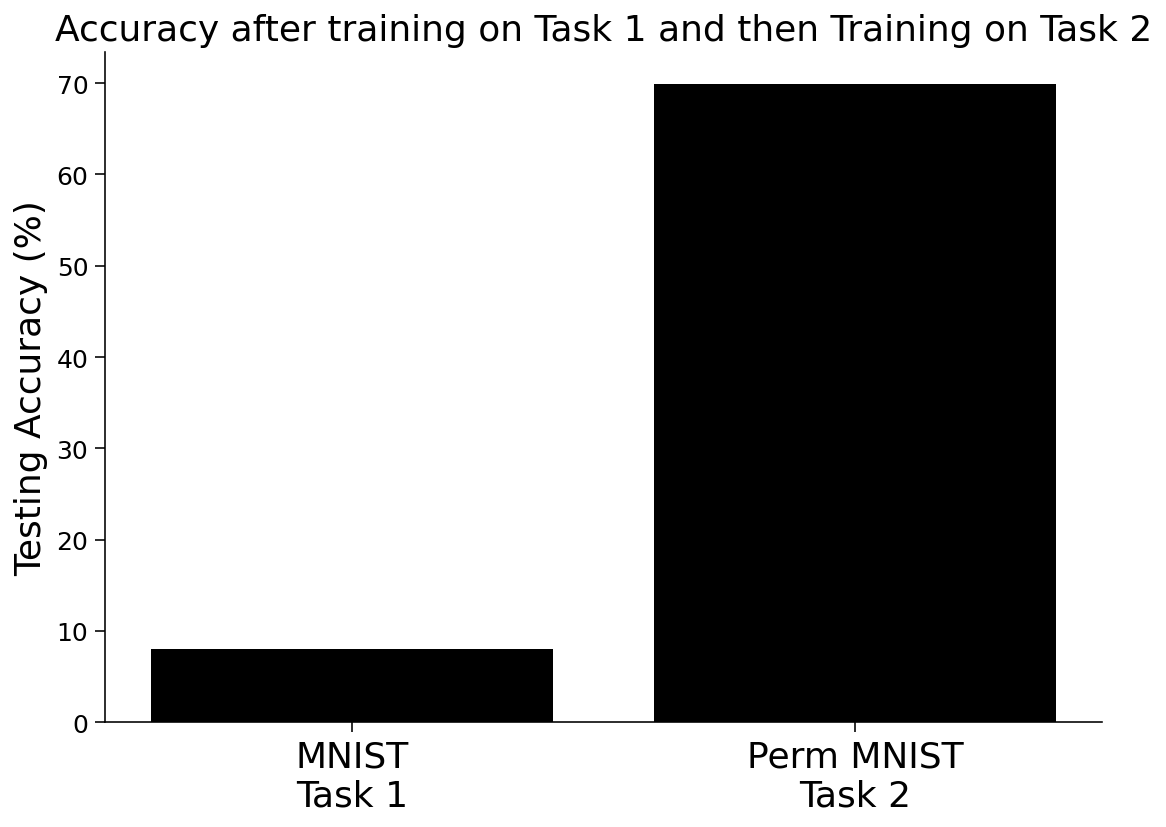 Accuracy after training on Task 1 and then Training on Task 2
Testing Accuracy (%)
70
60
50
40
30
20
10
0
MNIST
Task 1
Perm MNIST
Task 2